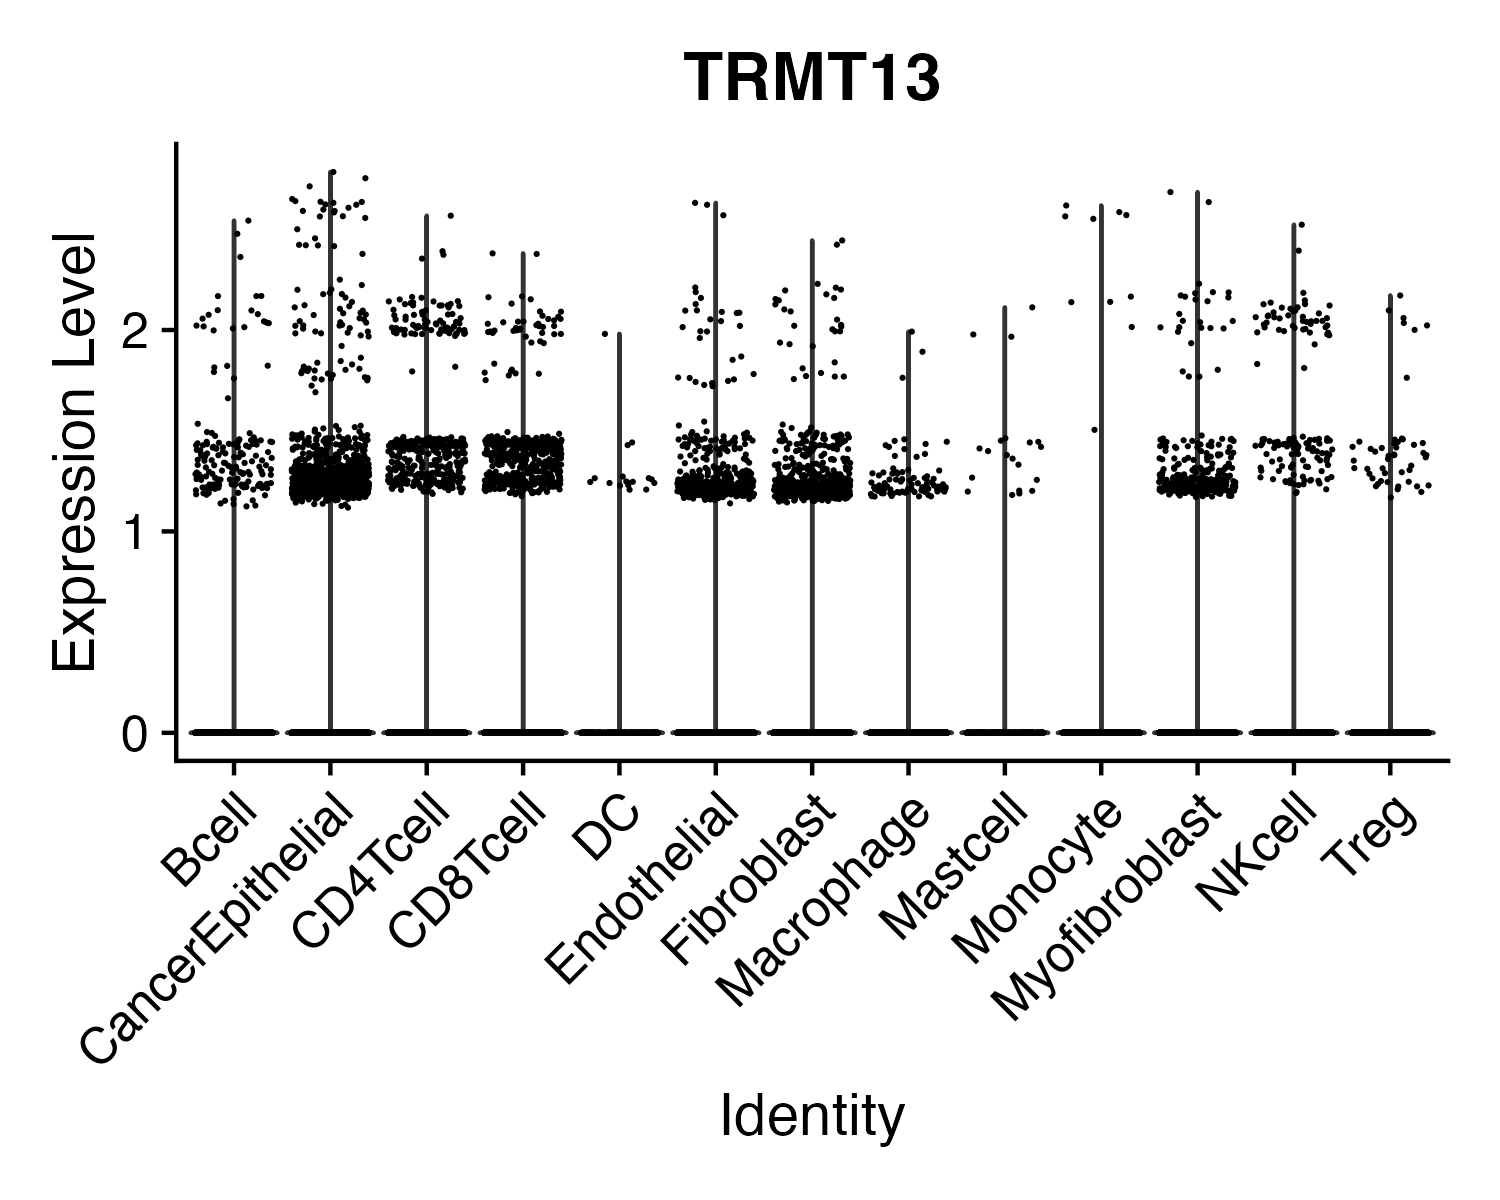 TRMT13
Expression Level
2
1
0
Bcell
CancerEpithelial
CD4Tcell
CD8Tcell
DC
Endothelial
Fibroblast
Macrophage
Mastcell
Monocyte
Myofibroblast
NKcell
Treg
Identity